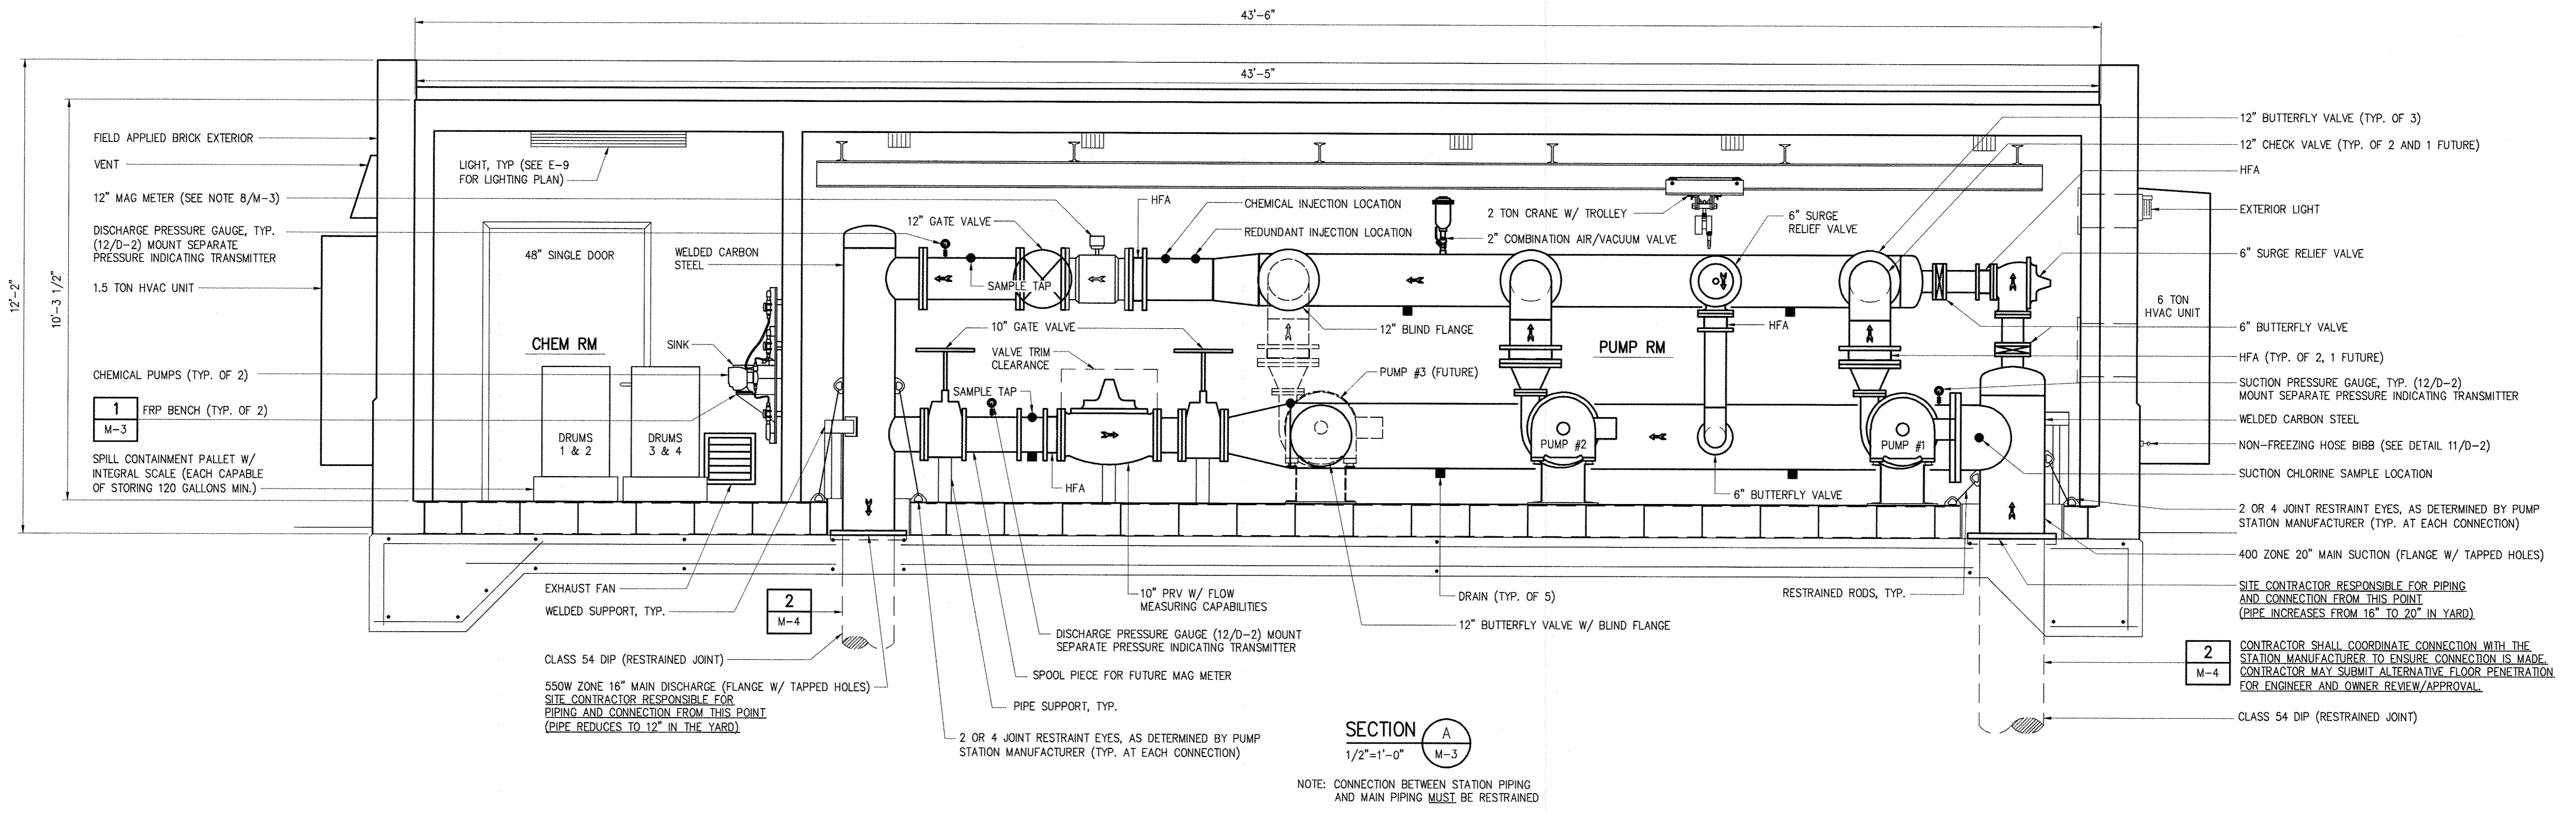 43'-6"
43'-5"
12'-2"
10'-3 1/2"
FIELD APPLIED BRICK EXTERIOR
VENT
12" MAG METER (SEE NOTE 8/M-3)
DISCHARGE PRESSURE GAUGE, TYP.
(12/D-2) MOUNT SEPARATE
PRESSURE INDICATING TRANSMITTER
1.5 TON HVAC UNIT
CHEMICAL PUMPS (TYP. OF 2)
1
M-3
FRP BENCH (TYP. OF 2)
SPILL CONTAINMENT PALLET W/
INTEGRAL SCALE (EACH CAPABLE
OF STORING 120 GALLONS MIN.)
LIGHT, TYP (SEE E-9
FOR LIGHTING PLAN)
48" SINGLE DOOR
CHEM RM
SINK
DRUMS
1 & 2
DRUMS
3 & 4
WELDED CARBON
STEEL
12" GATE VALVE
SAMPLE TAP
HFA
CHEMICAL INJECTION LOCATION
REDUNDANT INJECTION LOCATION
2 TON CRANE W/ TROLLEY
2" COMBINATION AIR/VACUUM VALVE
6" SURGE
RELIEF VALVE
10" GATE VALVE
VALVE TRIM
CLEARANCE
SAMPLE TAP
HFA
12" BLIND FLANGE
PUMP #3 (FUTURE)
HFA
PUMP RM
PUMP #2
PUMP #1
6" BUTTERFLY VALVE
12" BUTTERFLY VALVE (TYP. OF 3)
12" CHECK VALVE (TYP. OF 2 AND 1 FUTURE)
HFA
EXTERIOR LIGHT
6" SURGE RELIEF VALVE
6 TON
HVAC UNIT
6" BUTTERFLY VALVE
HFA (TYP. OF 2, 1 FUTURE)
SUCTION PRESSURE GAUGE, TYP. (12/D-2)
MOUNT SEPARATE PRESSURE INDICATING TRANSMITTER
WELDED CARBON STEEL
NON-FREEZING HOSE BIBB (SEE DETAIL 11/D-2)
SUCTION CHLORINE SAMPLE LOCATION
2 OR 4 JOINT RESTRAINT EYES, AS DETERMINED BY PUMP
STATION MANUFACTURER (TYP. AT EACH CONNECTION)
400 ZONE 20" MAIN SUCTION (FLANGE W/ TAPPED HOLES)
SITE CONTRACTOR RESPONSIBLE FOR PIPING
AND CONNECTION FROM THIS POINT
(PIPE INCREASES FROM 16" TO 20" IN YARD)
2
M-4
CONTRACTOR SHALL COORDINATE CONNECTION WITH THE
STATION MANUFACTURER TO ENSURE CONNECTION IS MADE.
CONTRACTOR MAY SUBMIT ALTERNATIVE FLOOR PENETRATION
FOR ENGINEER AND OWNER REVIEW/APPROVAL.
CLASS 54 DIP (RESTRAINED JOINT)
EXHAUST FAN
WELDED SUPPORT, TYP.
2
M-4
CLASS 54 DIP (RESTRAINED JOINT)
550W ZONE 16" MAIN DISCHARGE (FLANGE W/ TAPPED HOLES)
SITE CONTRACTOR RESPONSIBLE FOR
PIPING AND CONNECTION FROM THIS POINT
(PIPE REDUCES TO 12" IN THE YARD)
10" PRV W/ FLOW
MEASURING CAPABILITIES
DISCHARGE PRESSURE GAUGE (12/D-2) MOUNT
SEPARATE PRESSURE INDICATING TRANSMITTER
SPOOL PIECE FOR FUTURE MAG METER
PIPE SUPPORT, TYP.
2 OR 4 JOINT RESTRAINT EYES, AS DETERMINED BY PUMP
STATION MANUFACTURER (TYP. AT EACH CONNECTION)
DRAIN (TYP. OF 5)
12" BUTTERFLY VALVE W/ BLIND FLANGE
RESTRAINED RODS, TYP.
SECTION
A
1/2"=1'-0"
M-3
NOTE: CONNECTION BETWEEN STATION PIPING
AND MAIN PIPING MUST BE RESTRAINED